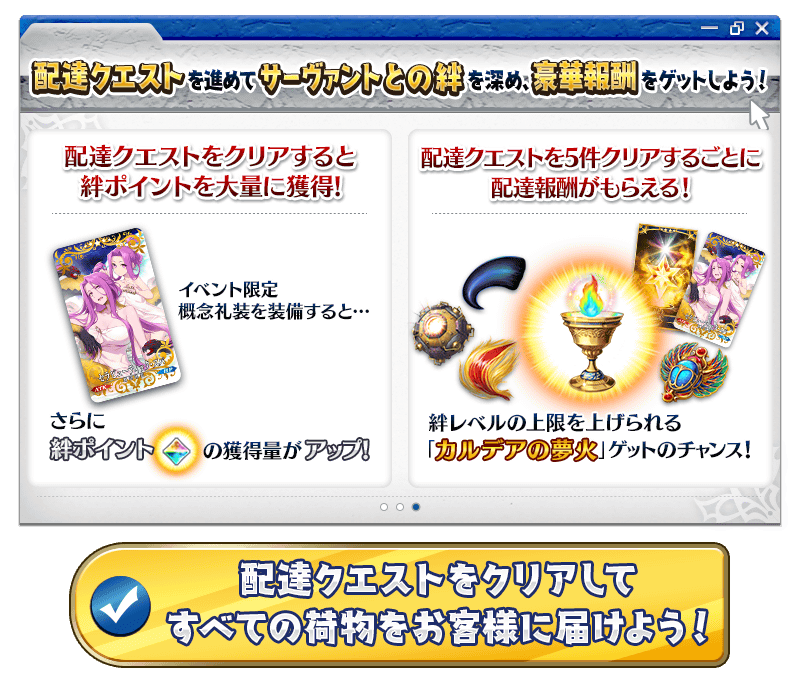 配達クエストを進めてサーヴァントとの絆を深め、豪華報酬をゲットしよう！
配達クエストをクリアすると
絆ポイントを大量に獲得！
イベント限定
概念礼装を装備すると…
さらに
絆ポイントの獲得量がアップ！
配達クエストを5件クリアするごとに
配達報酬がもらえる！
絆レベルの上限を上げられる
「カルデアの夢火」ゲットのチャンス！
配達クエストをクリアして
すべての荷物をお客様に届けよう！